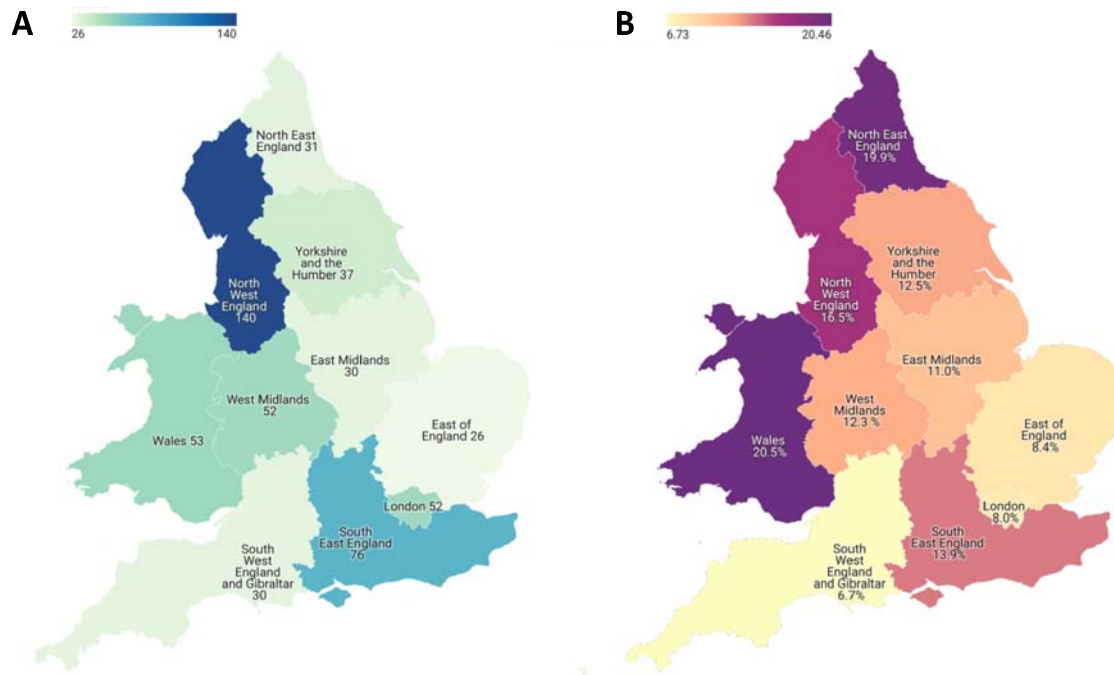 A
26
140
North East
England 31
Yorkshire
and the
Humber 37
North
West
England
140
East Midlands
30
West Midlands
52
Wales 53
East of
England 26
London 52
South
East England
76
South
West
England
and Gibraltar
30
B
6.73
20.46
North East
England
19.9%
Yorkshire
and the
Humber
12.5%
North
West
England
16.5%
East Midlands
11.0%
West
Midlands
12.3 %
Wales
20.5%
East of
England
8.4%
London
8.0%
South
East England
13.9%
South
West
England
and Gibraltar
6.7%